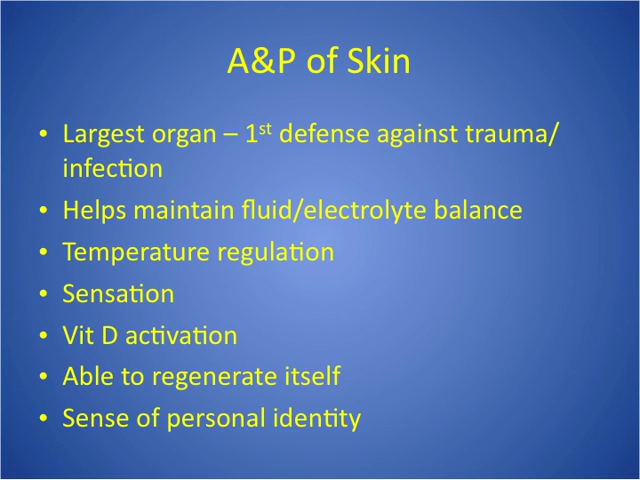 A&P of Skin
• Largest organ – 1st defense against trauma/
infection
• Helps maintain fluid/electrolyte balance
• Temperature regulation
• Sensation
• Vit D activation
• Able to regenerate itself
• Sense of personal identity